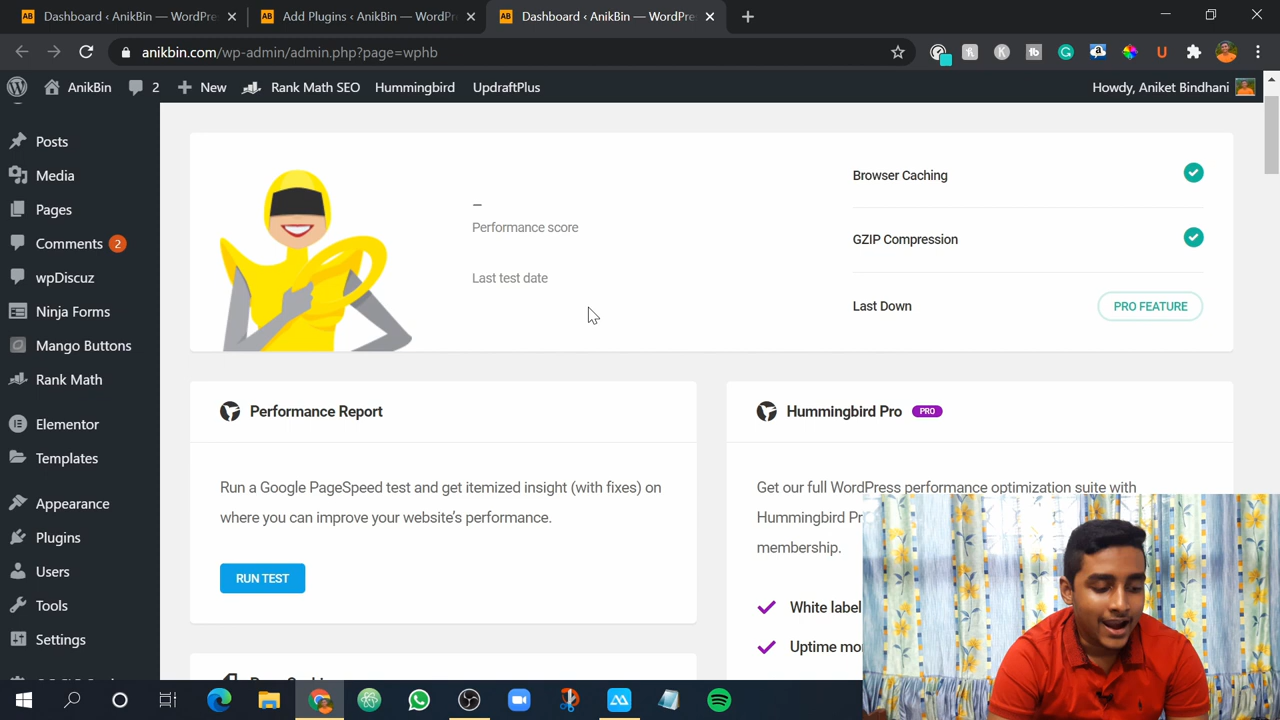 Dashboard ‹ AnikBin — WordPre
Add Plugins ‹ AnikBin — WordPre
Dashboard ‹ AnikBin — WordPre
anikbin.com/wp-admin/admin.php?page=wphb
AnikBin
2
New
Rank Math SEO
Hummingbird
UpdraftPlus
Howdy, Aniket Bindhani
Posts
Media
Pages
Comments 2
wpDiscuz
Ninja Forms
Mango Buttons
Rank Math
Elementor
Templates
Appearance
Plugins
Users
Tools
Settings
–
Performance score
Last test date
Browser Caching
GZIP Compression
Last Down
PRO FEATURE
Performance Report
Run a Google PageSpeed test and get itemized insight (with fixes) on
where you can improve your website's performance.
RUN TEST
Hummingbird Pro PRO
Get our full WordPress performance optimization suite with
Hummingbird Pr
membership.
White label
Uptime mo